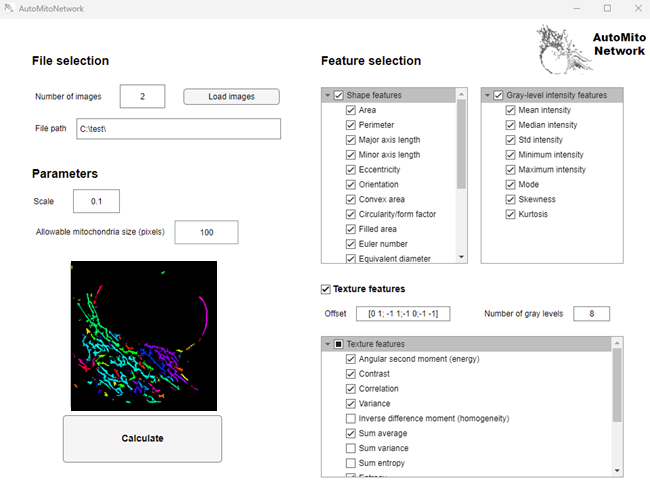 AutoMitoNetwork
AutoMito
Network
File selection
Number of images
2
Load images
File path
C:\test\
Parameters
Scale
0.1
Allowable mitochondria size (pixels)
100
Calculate
Feature selection
Shape features
Area
Perimeter
Major axis length
Minor axis length
Eccentricity
Orientation
Convex area
Circularity/form factor
Filled area
Euler number
Equivalent diameter
Gray-level intensity features
Mean intensity
Median intensity
Std intensity
Minimum intensity
Maximum intensity
Mode
Skewness
Kurtosis
Texture features
Offset
[0 1; -1 1;-1 0;-1 -1]
Number of gray levels
8
Texture features
Angular second moment (energy)
Contrast
Correlation
Variance
Inverse difference moment (homogeneity)
Sum average
Sum variance
Sum entropy
Entropy